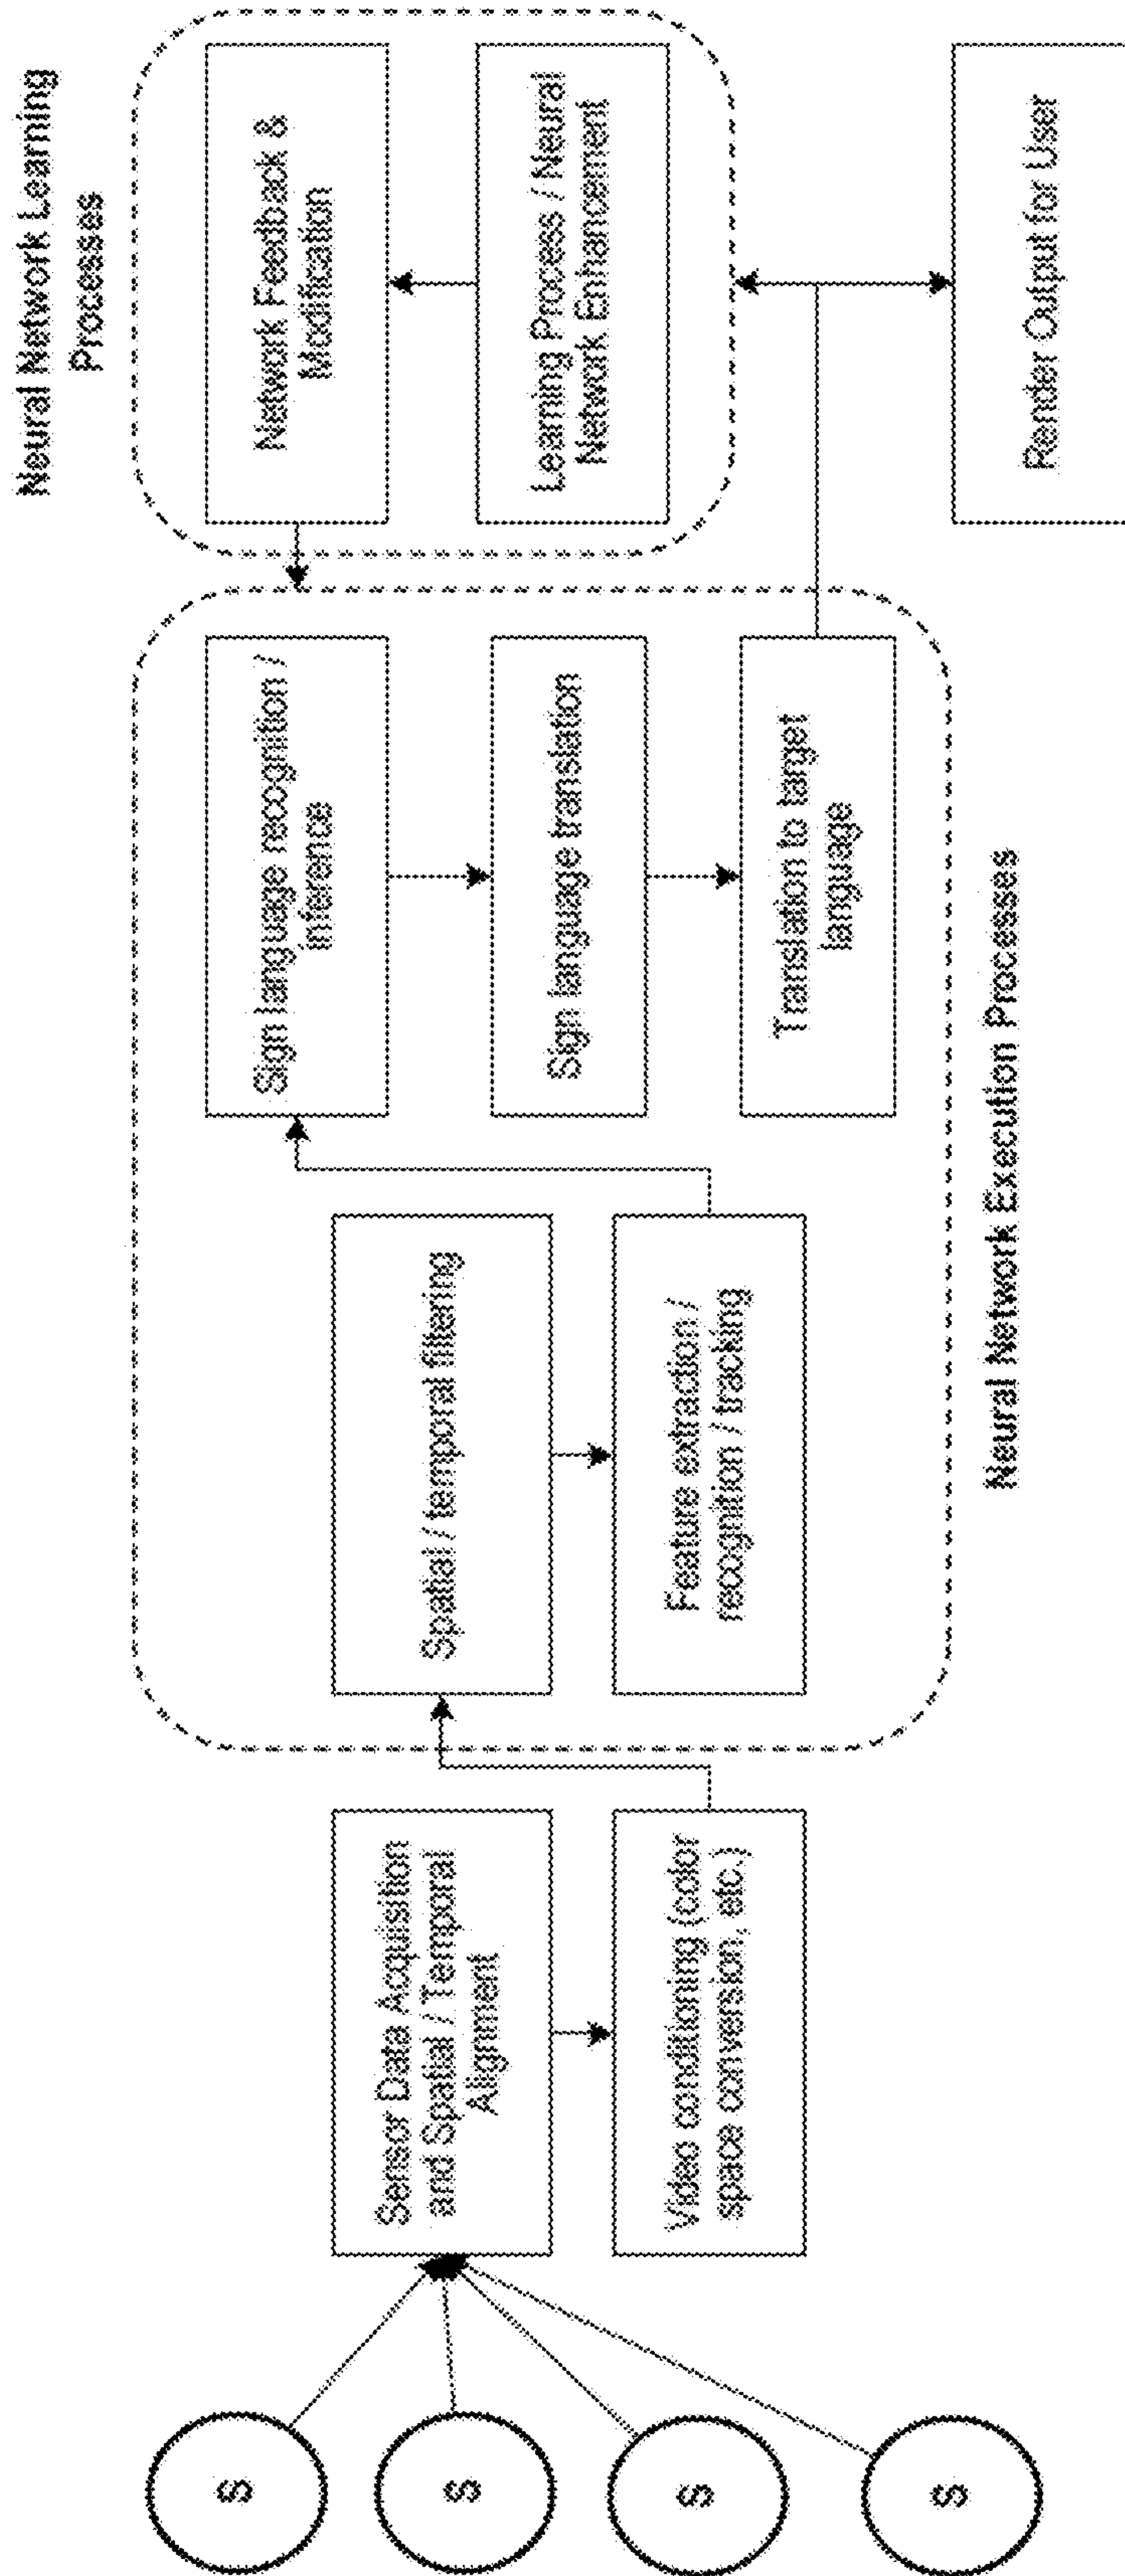 S
S
S
S
Sensor Data Acquisition
and Spatial / Temporal
Alignment
Video conditioning (color
space conversion, etc.)
Spatial / temporal filtering
Feature extraction /
recognition / tracking
Sign language recognition /
inference
Sign language translation
Translation to target
language
Neural Network Execution Processes
Neural Network Learning
Processes
Network Feedback &
Modification
Learning Process / Neural
Network Enhancement
Render Output for User